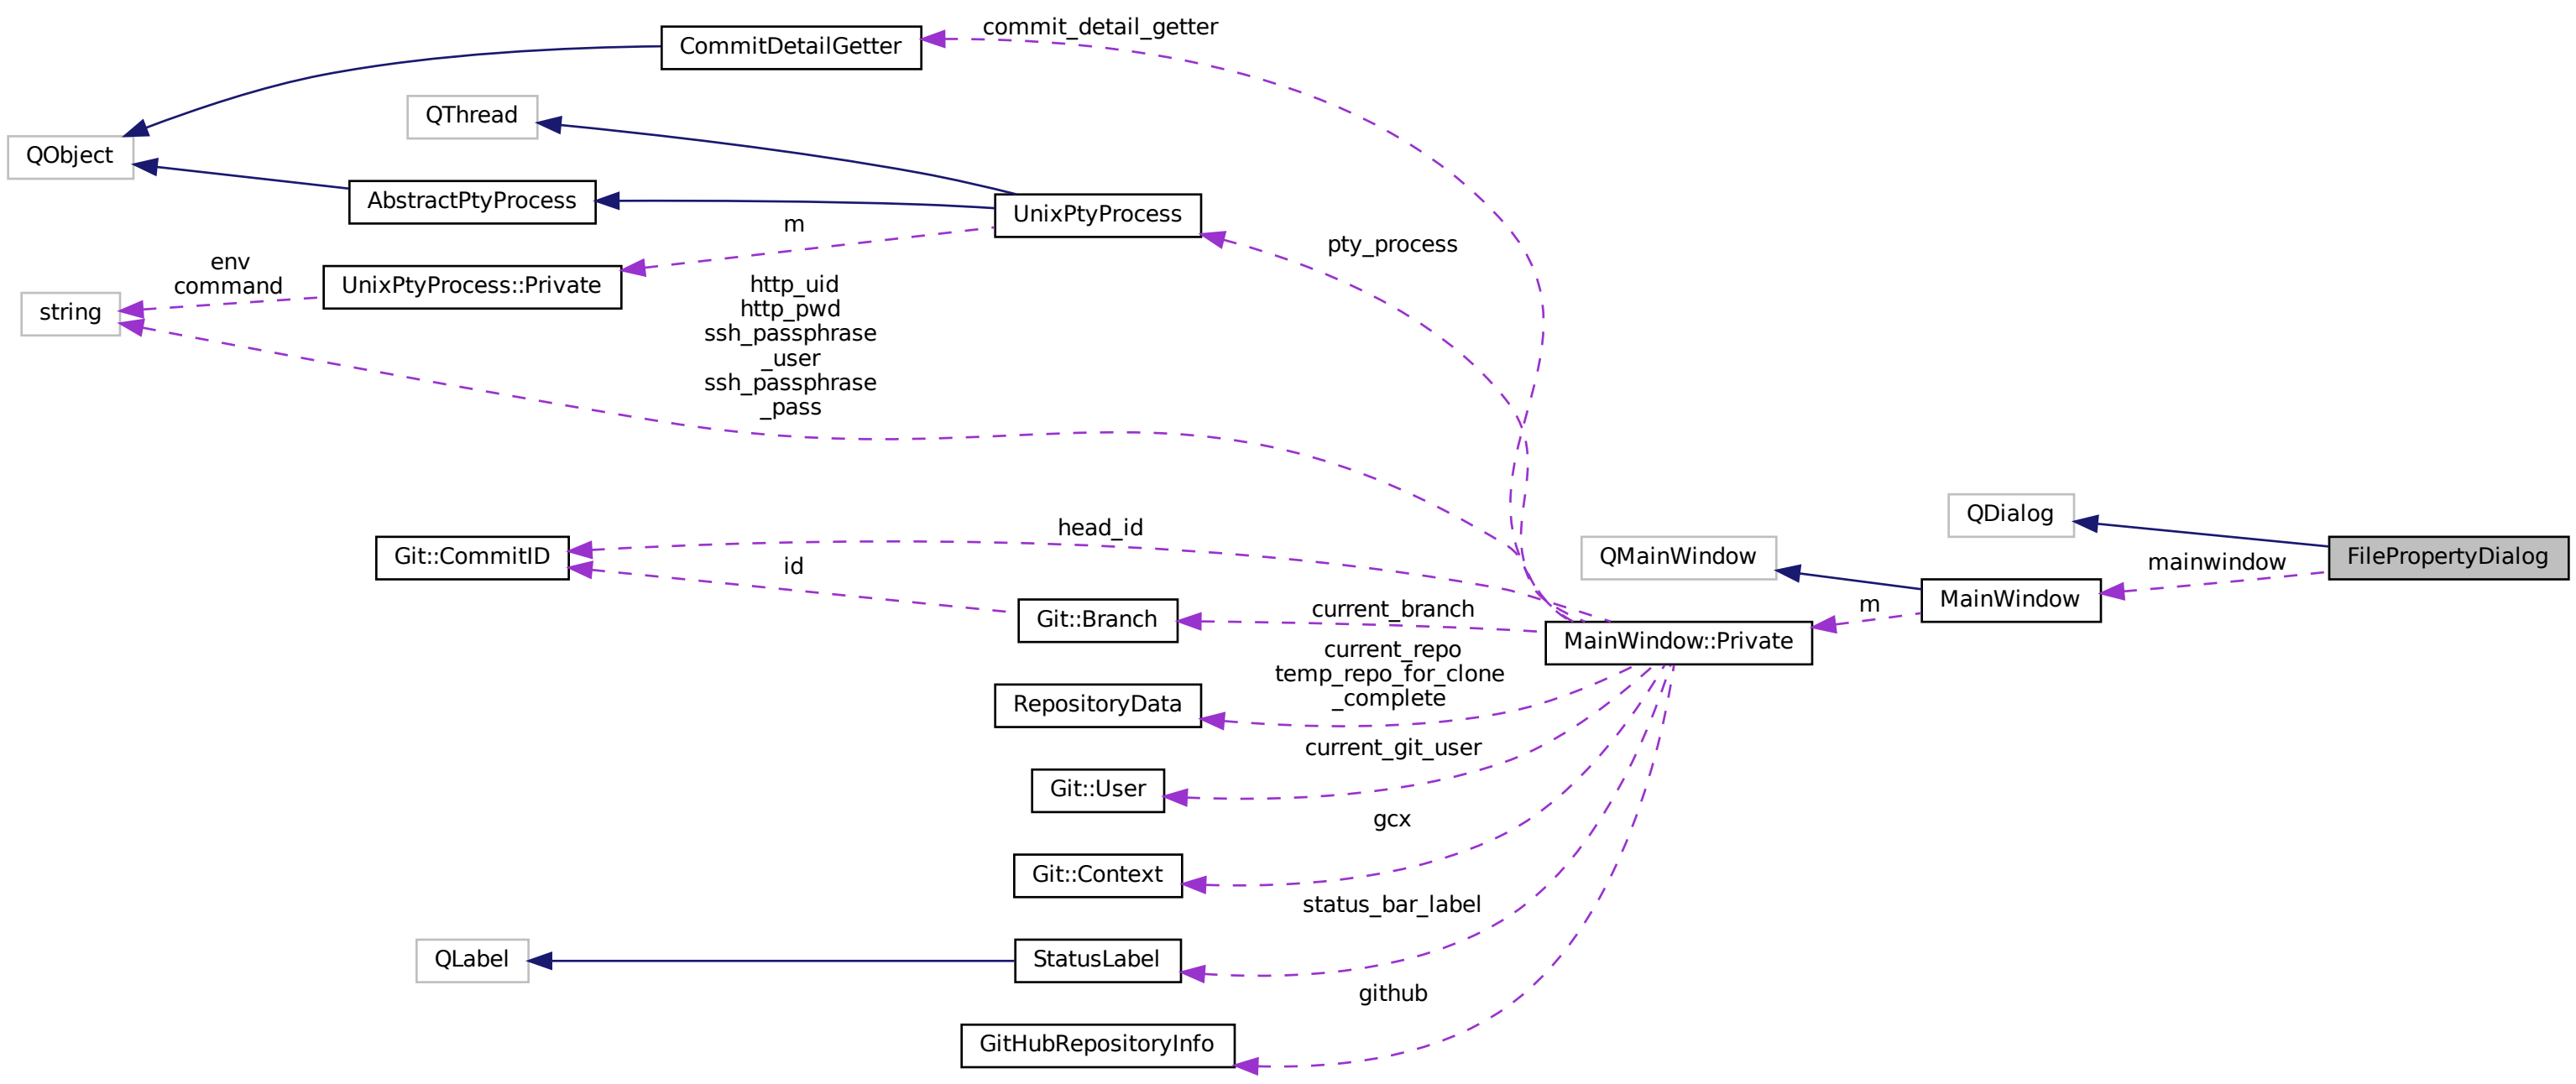 commit_detail_getter
CommitDetailGetter
QThread
QObject
AbstractPtyProcess
UnixPtyProcess
m
pty_process
env
command
UnixPtyProcess::Private
string
http_uid
http_pwd
ssh_passphrase
_user
ssh_passphrase
_pass
head_id
Git::CommitID
id
QDialog
QMainWindow
FilePropertyDialog
mainwindow
MainWindow
m
current_branch
Git::Branch
MainWindow::Private
current_repo
temp_repo_for_clone
_complete
RepositoryData
current_git_user
Git::User
gcx
Git::Context
status_bar_label
QLabel
StatusLabel
github
GitHubRepositoryInfo